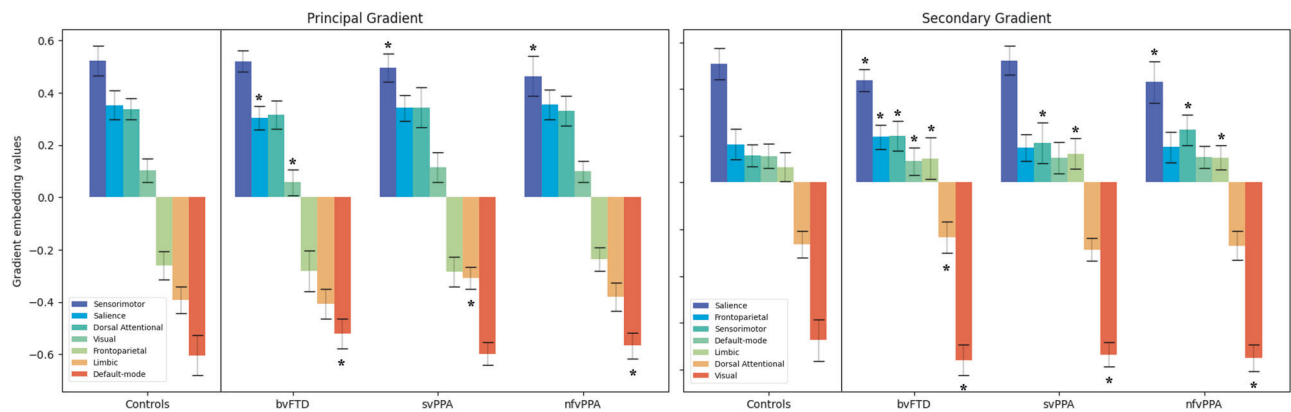 Principal Gradient
Secondary Gradient
Gradient embedding values
0.6
0.4
0.2
0.0
−0.2
−0.4
−0.6
* * * *
* *
* *
* * * * *
* *
* * *
* * * *
Sensorimotor
Salience
Dorsal Attentional
Visual
Frontoparietal
Limbic
Default-mode
Salience
Frontoparietal
Sensorimotor
Default-mode
Limbic
Dorsal Attentional
Visual
Controls
bvFTD
svPPA
nfvPPA
Controls
bvFTD
svPPA
nfvPPA